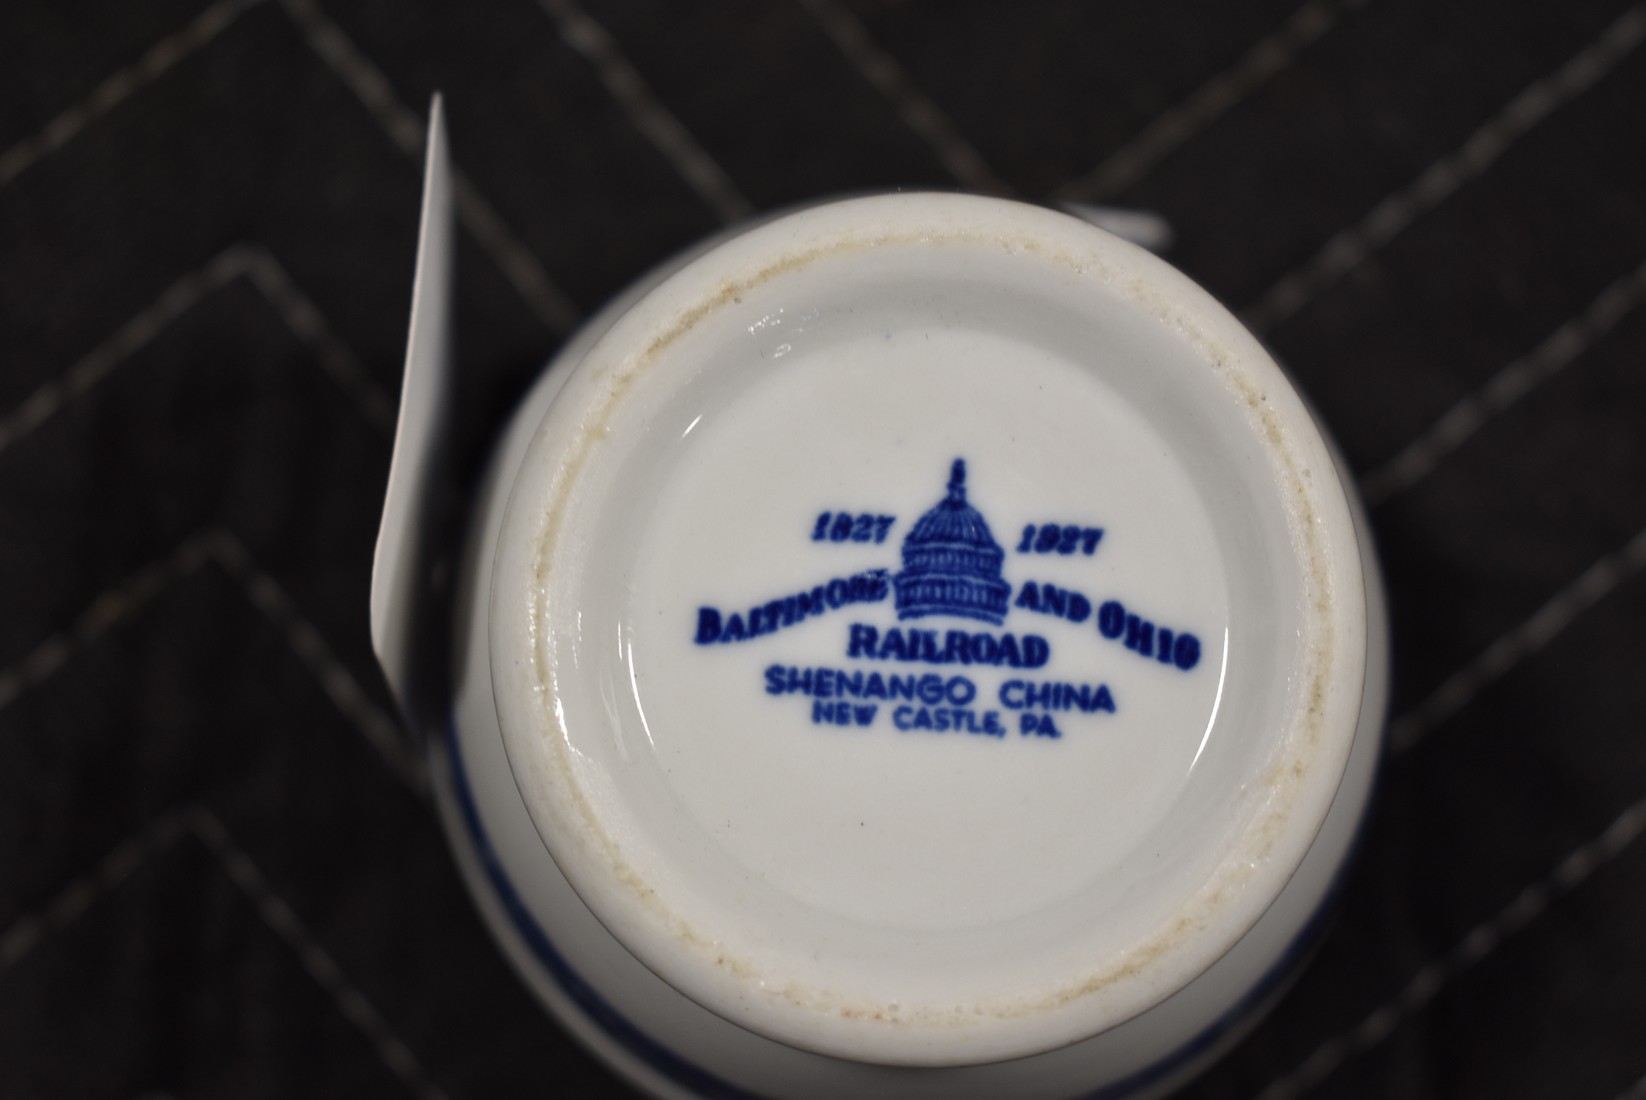 1827 1927
BALTIMORE AND OHIO
RAILROAD
SHENANGO CHINA
NEW CASTLE, PA.